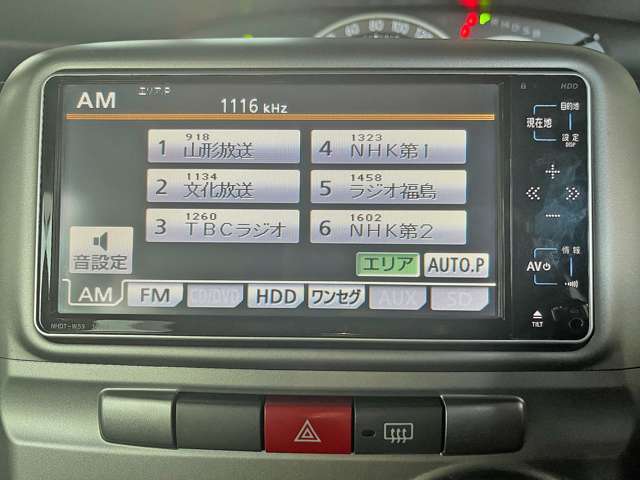 AM エリアP 1116 kHz
1 918 山形放送
4 1323 NHK第1
2 1134 文化放送
5 1458 ラジオ福島
3 1260 TBCラジオ
6 1602 NHK第2
音設定
エリア AUTO.P
AM FM CD/DVD HDD ワンセグ AUX SD
NHDT-W59
HDD
目的地
現在地
設定
DISP
情報
AV
TILT